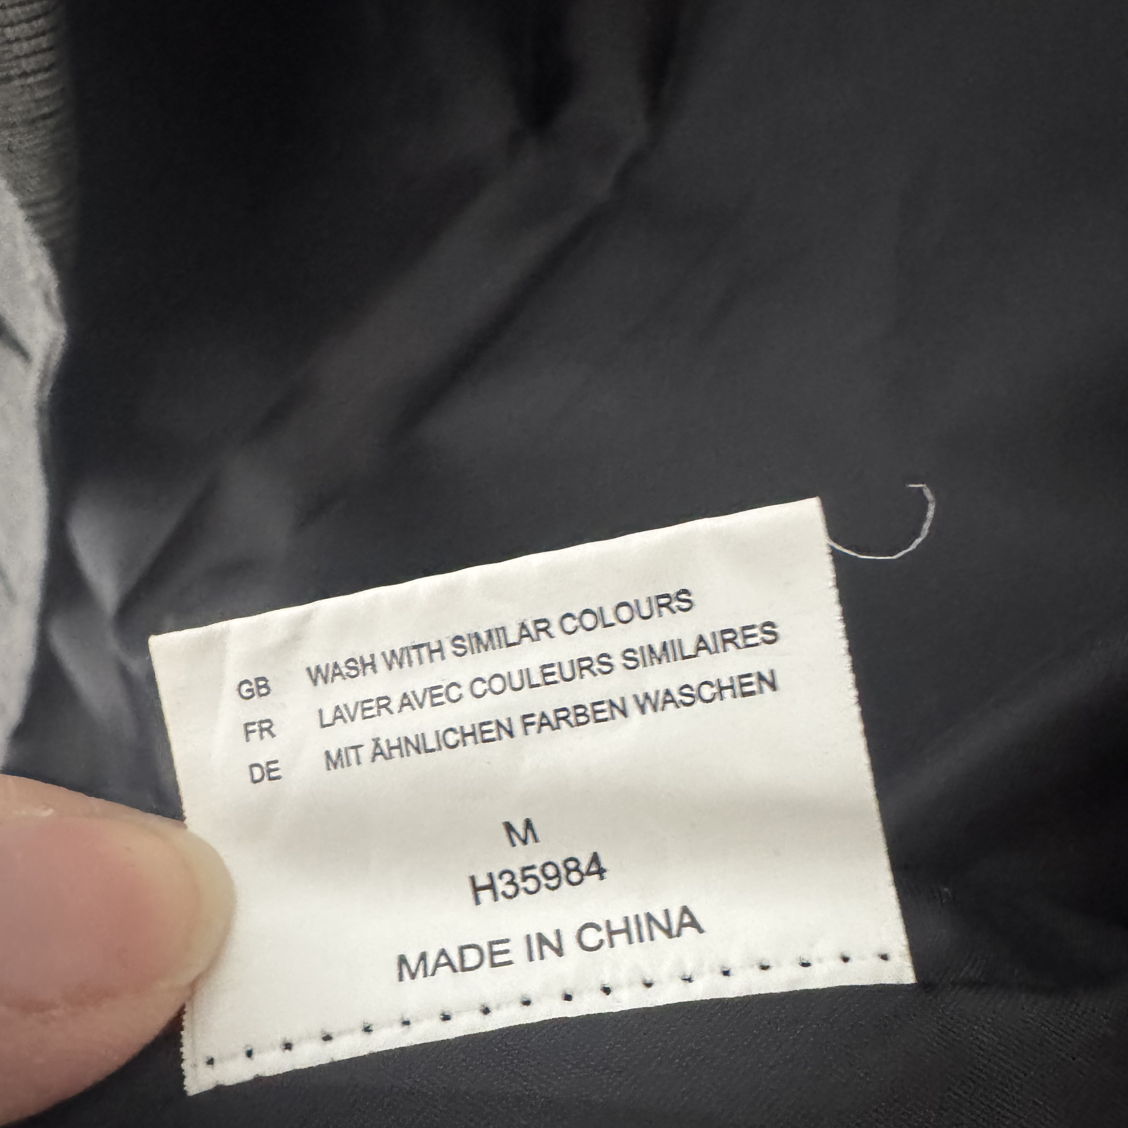 GB WASH WITH SIMILAR COLOURS
FR LAVER AVEC COULEURS SIMILAIRES
DE MIT ÄHNLICHEN FARBEN WASCHEN
M
H35984
MADE IN CHINA